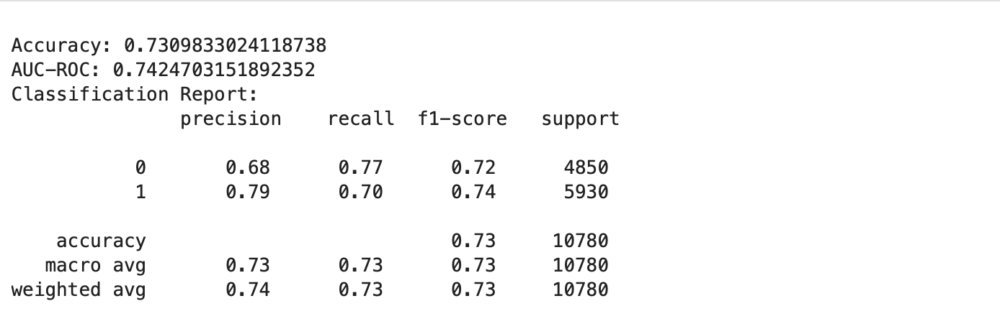 Accuracy: 0.7309833024118738
AUC-ROC: 0.7424703151892352
Classification Report:
              precision    recall  f1-score   support

           0       0.68      0.77      0.72      4850
           1       0.79      0.70      0.74      5930

    accuracy                           0.73     10780
   macro avg       0.73      0.73      0.73     10780
weighted avg       0.74      0.73      0.73     10780